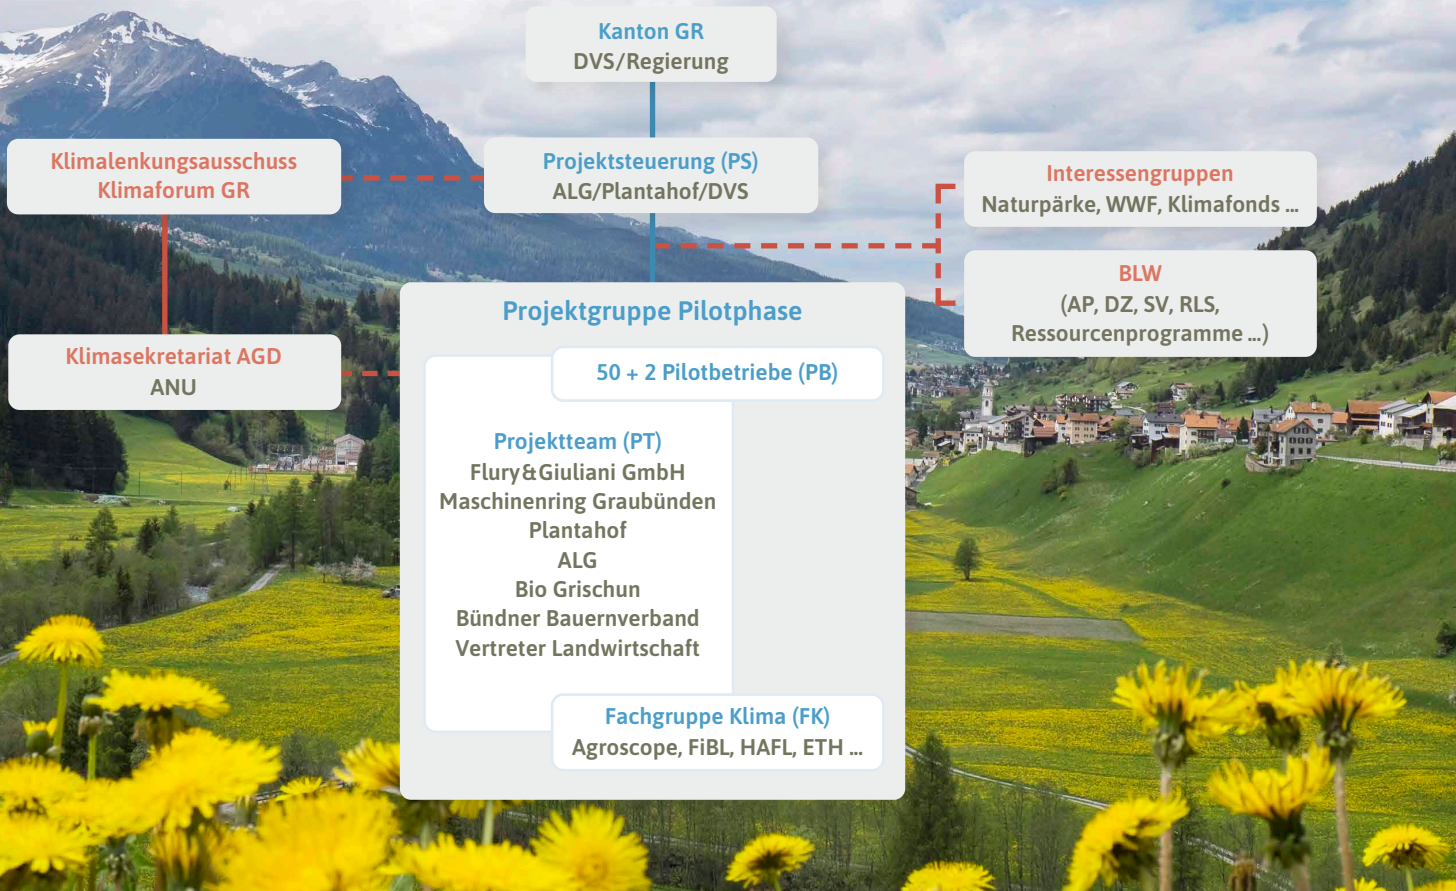 Kanton GR
DVS/Regierung
Klimalenkungsausschuss
Klimaforum GR
Projektsteuerung (PS)
ALG/Plantahof/DVS
Interessengruppen
Naturpärke, WWF, Klimafonds ...
BLW
(AP, DZ, SV, RLS,
Ressourcenprogramme ...)
Klimasekretariat AGD
ANU
Projektgruppe Pilotphase
50 + 2 Pilotbetriebe (PB)
Projektteam (PT)
Flury&Giuliani GmbH
Maschinenring Graubünden
Plantahof
ALG
Bio Grischun
Bündner Bauernverband
Vertreter Landwirtschaft
Fachgruppe Klima (FK)
Agroscope, FiBL, HAFL, ETH ...